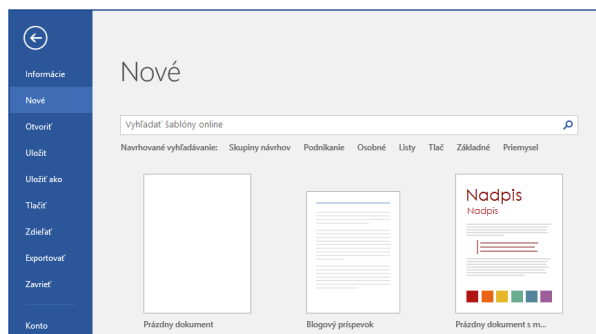 Informácie
Nové
Otvoriť
Uložiť
Uložiť ako
Tlačiť
Zdieľať
Exportovať
Zavrieť
Konto
Nové
Vyhľadať šablóny online
Navrhované vyhľadávanie: Skupiny návrhov Podnikanie Osobné Listy Tlač Základné Priemysel
Nadpis
Nadpis
Prázdny dokument Blogový príspevok Prázdny dokument s m...